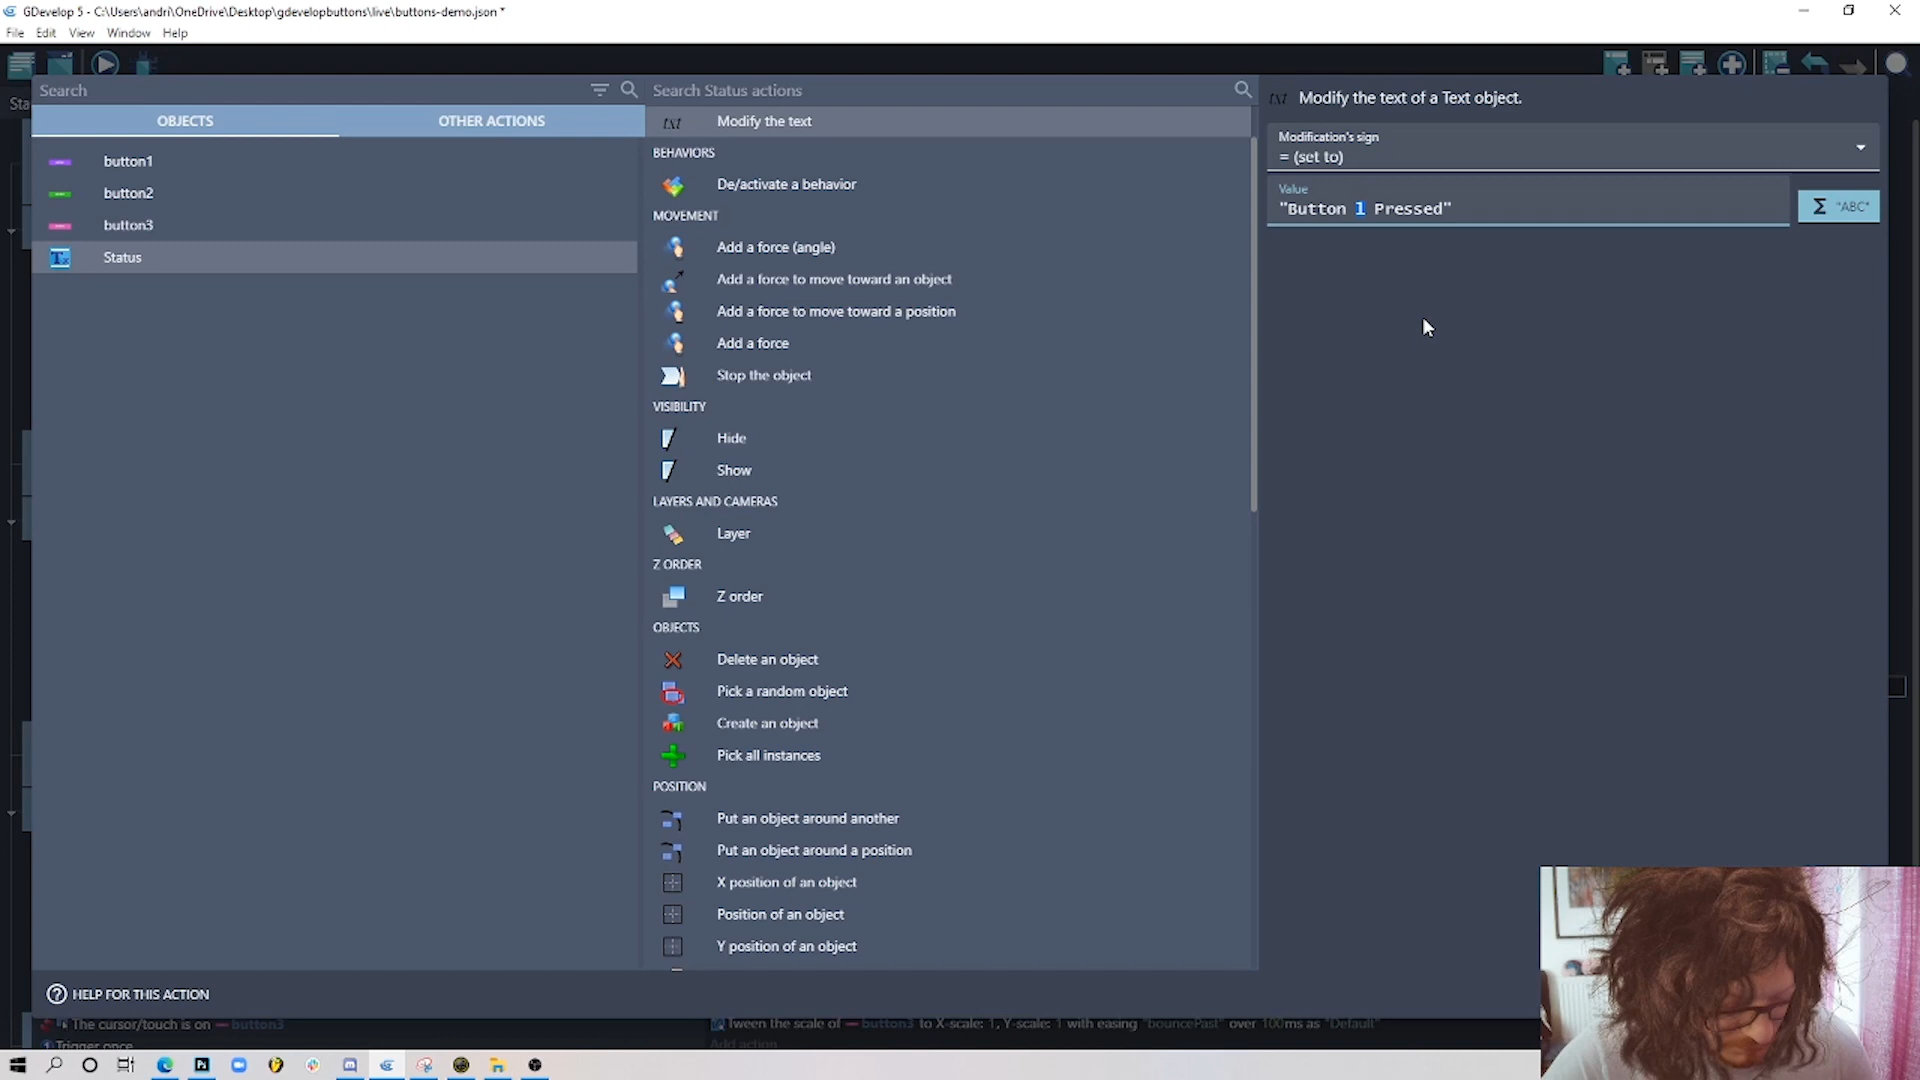 GDevelop 5 - C:\Users\andri\OneDrive\Desktop\gdevelopbuttons\live\buttons-demo.json *
File Edit View Window Help
Search
Search Status actions
OBJECTS
OTHER ACTIONS
button1
button2
button3
Status
txt Modify the text
BEHAVIORS
De/activate a behavior
MOVEMENT
Add a force (angle)
Add a force to move toward an object
Add a force to move toward a position
Add a force
Stop the object
VISIBILITY
Hide
Show
LAYERS AND CAMERAS
Layer
Z ORDER
Z order
OBJECTS
Delete an object
Pick a random object
Create an object
Pick all instances
POSITION
Put an object around another
Put an object around a position
X position of an object
Position of an object
Y position of an object
txt Modify the text of a Text object.
Modification's sign
= (set to)
Value
"Button 1 Pressed"
Σ "ABC"
HELP FOR THIS ACTION
The cursor/touch is on button3
Trigger once
Tween the scale of button3 to X-scale: 1, Y-scale: 1 with easing "bouncePast" over 100ms as "Default"
Add action